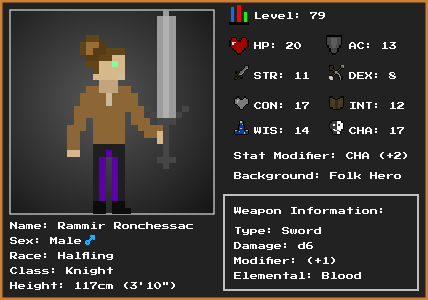 Level: 79
HP: 20 AC: 13
STR: 11 DEX: 8
CON: 17 INT: 12
WIS: 14 CHA: 17
Stat Modifier: CHA (+2)
Background: Folk Hero
Name: Rammir Ronchessac
Sex: Male ♂
Race: Halfling
Class: Knight
Height: 117cm (3'10")
Weapon Information:
Type: Sword
Damage: d6
Modifier: (+1)
Elemental: Blood